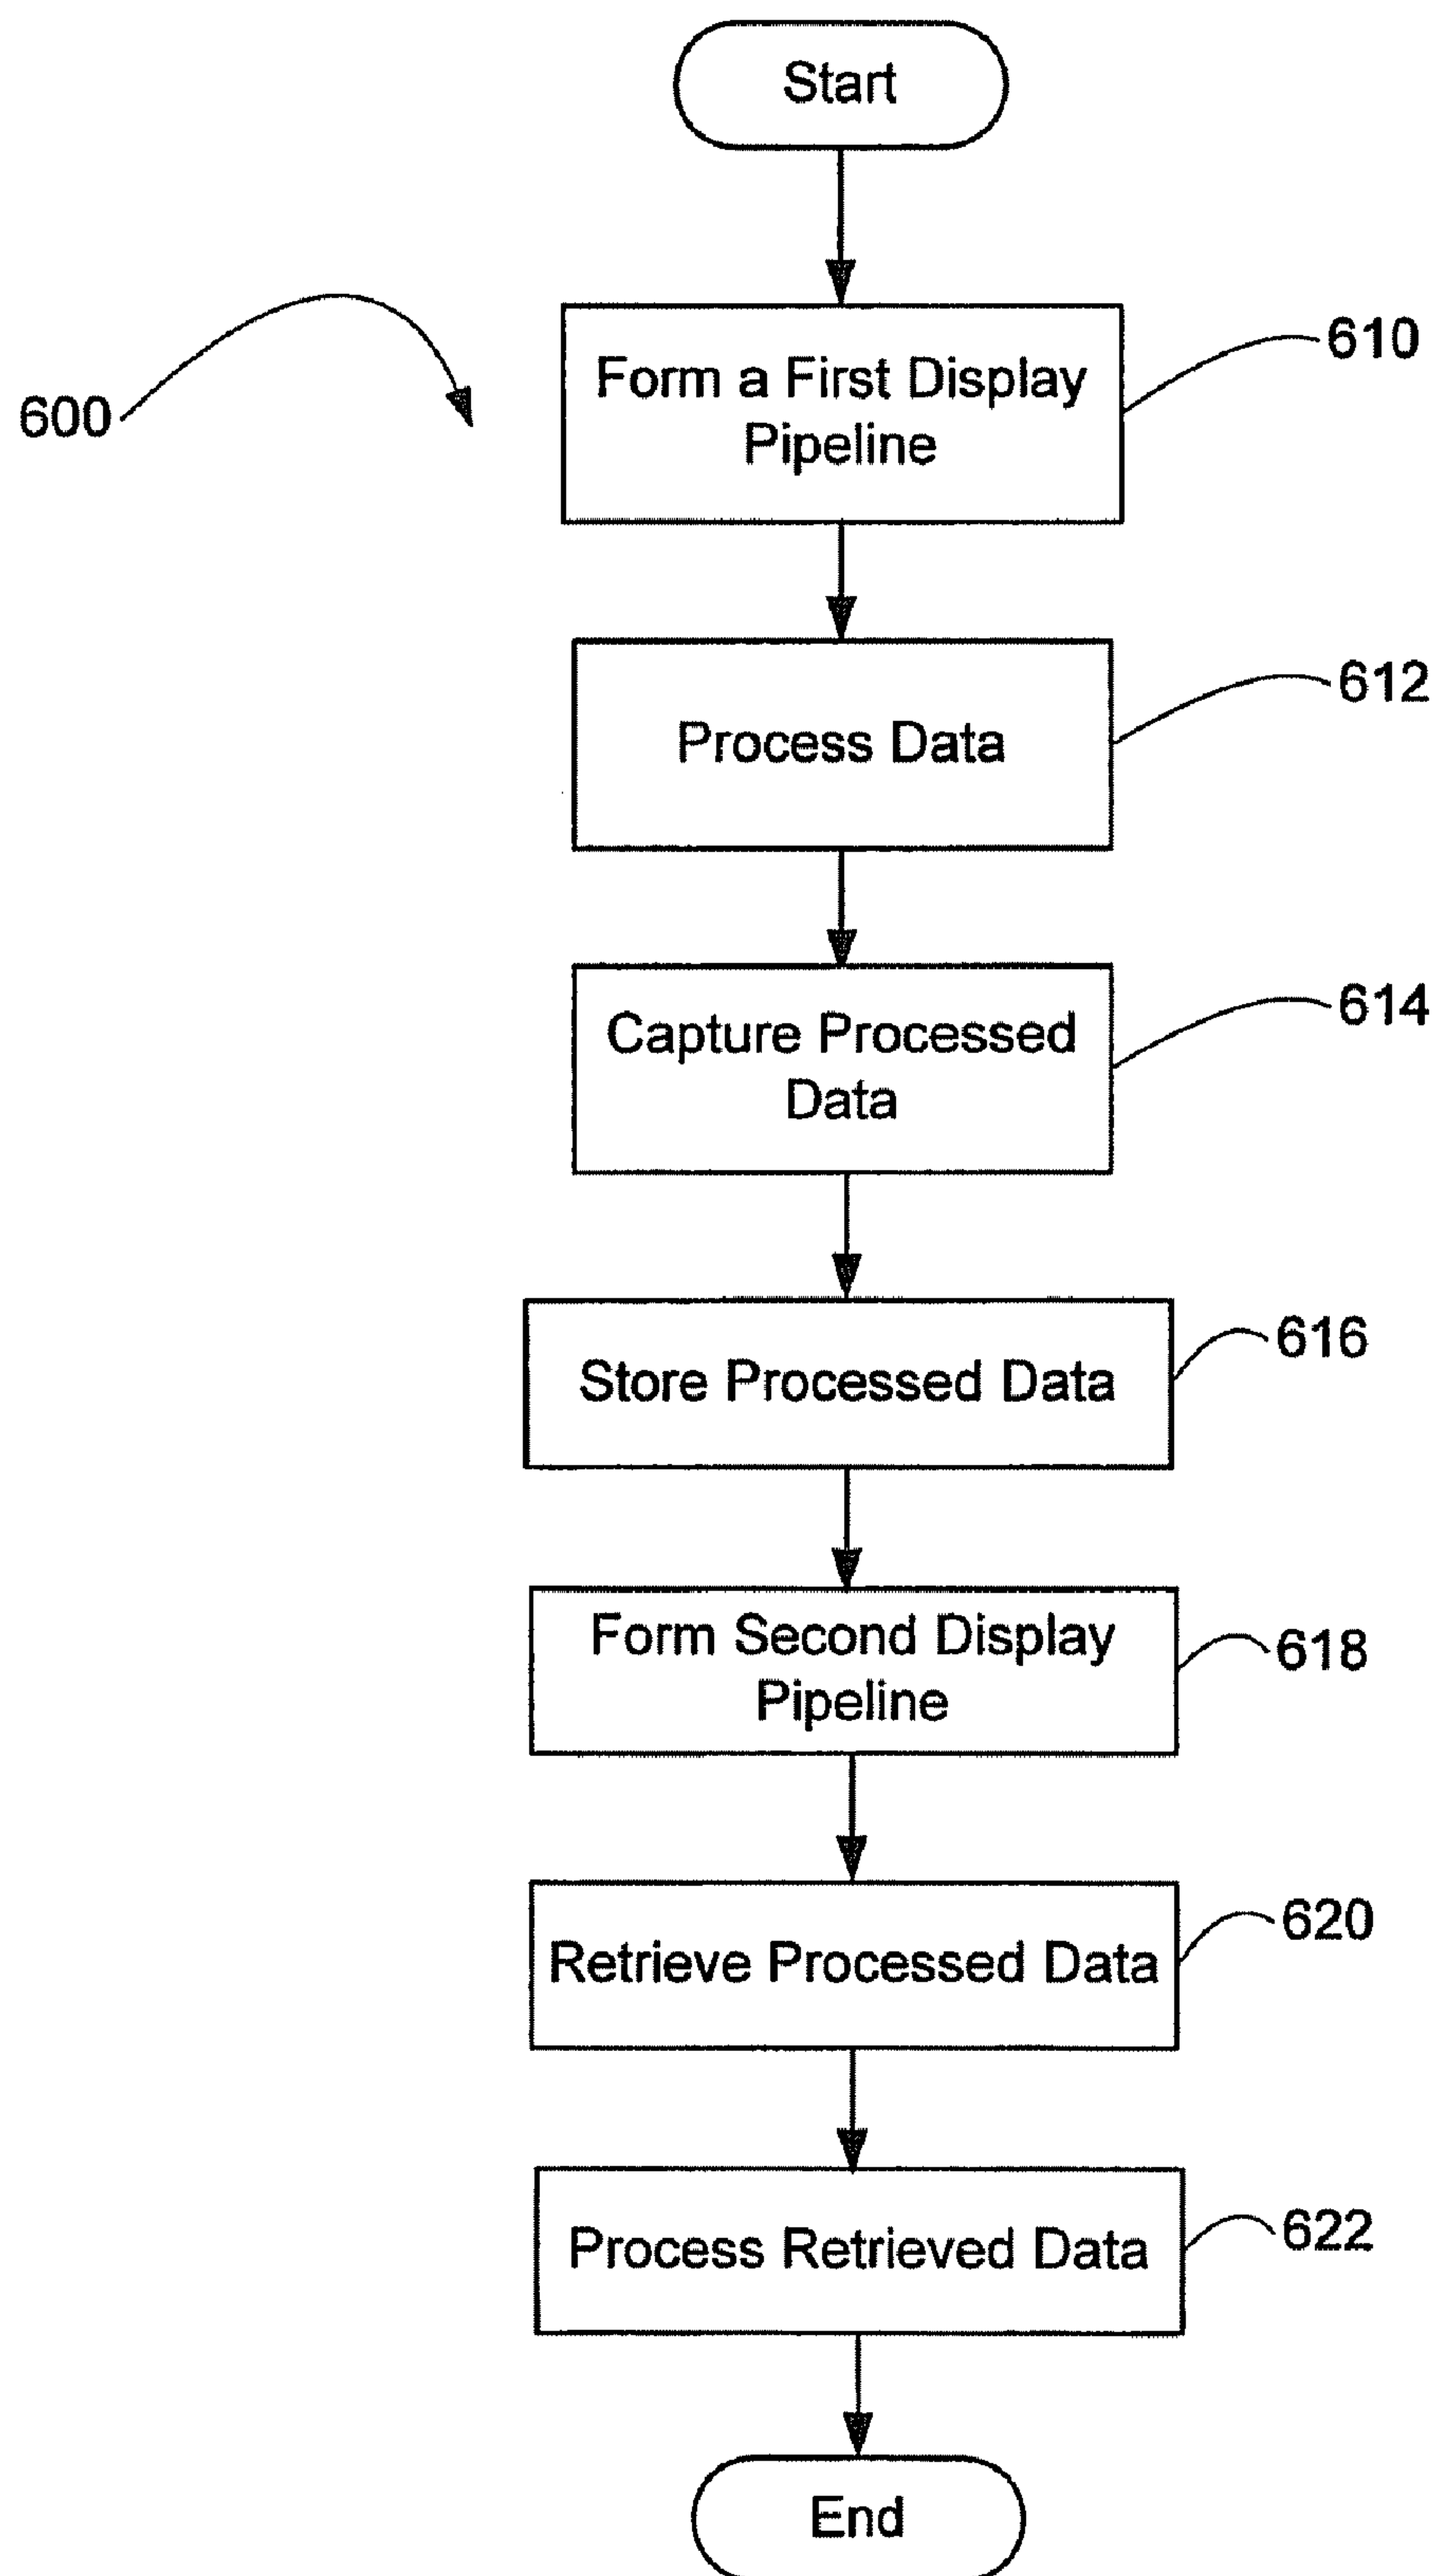 Start
600
Form a First Display
Pipeline
610
Process Data
612
Capture Processed
Data
614
Store Processed Data
616
Form Second Display
Pipeline
618
Retrieve Processed Data
620
Process Retrieved Data
622
End